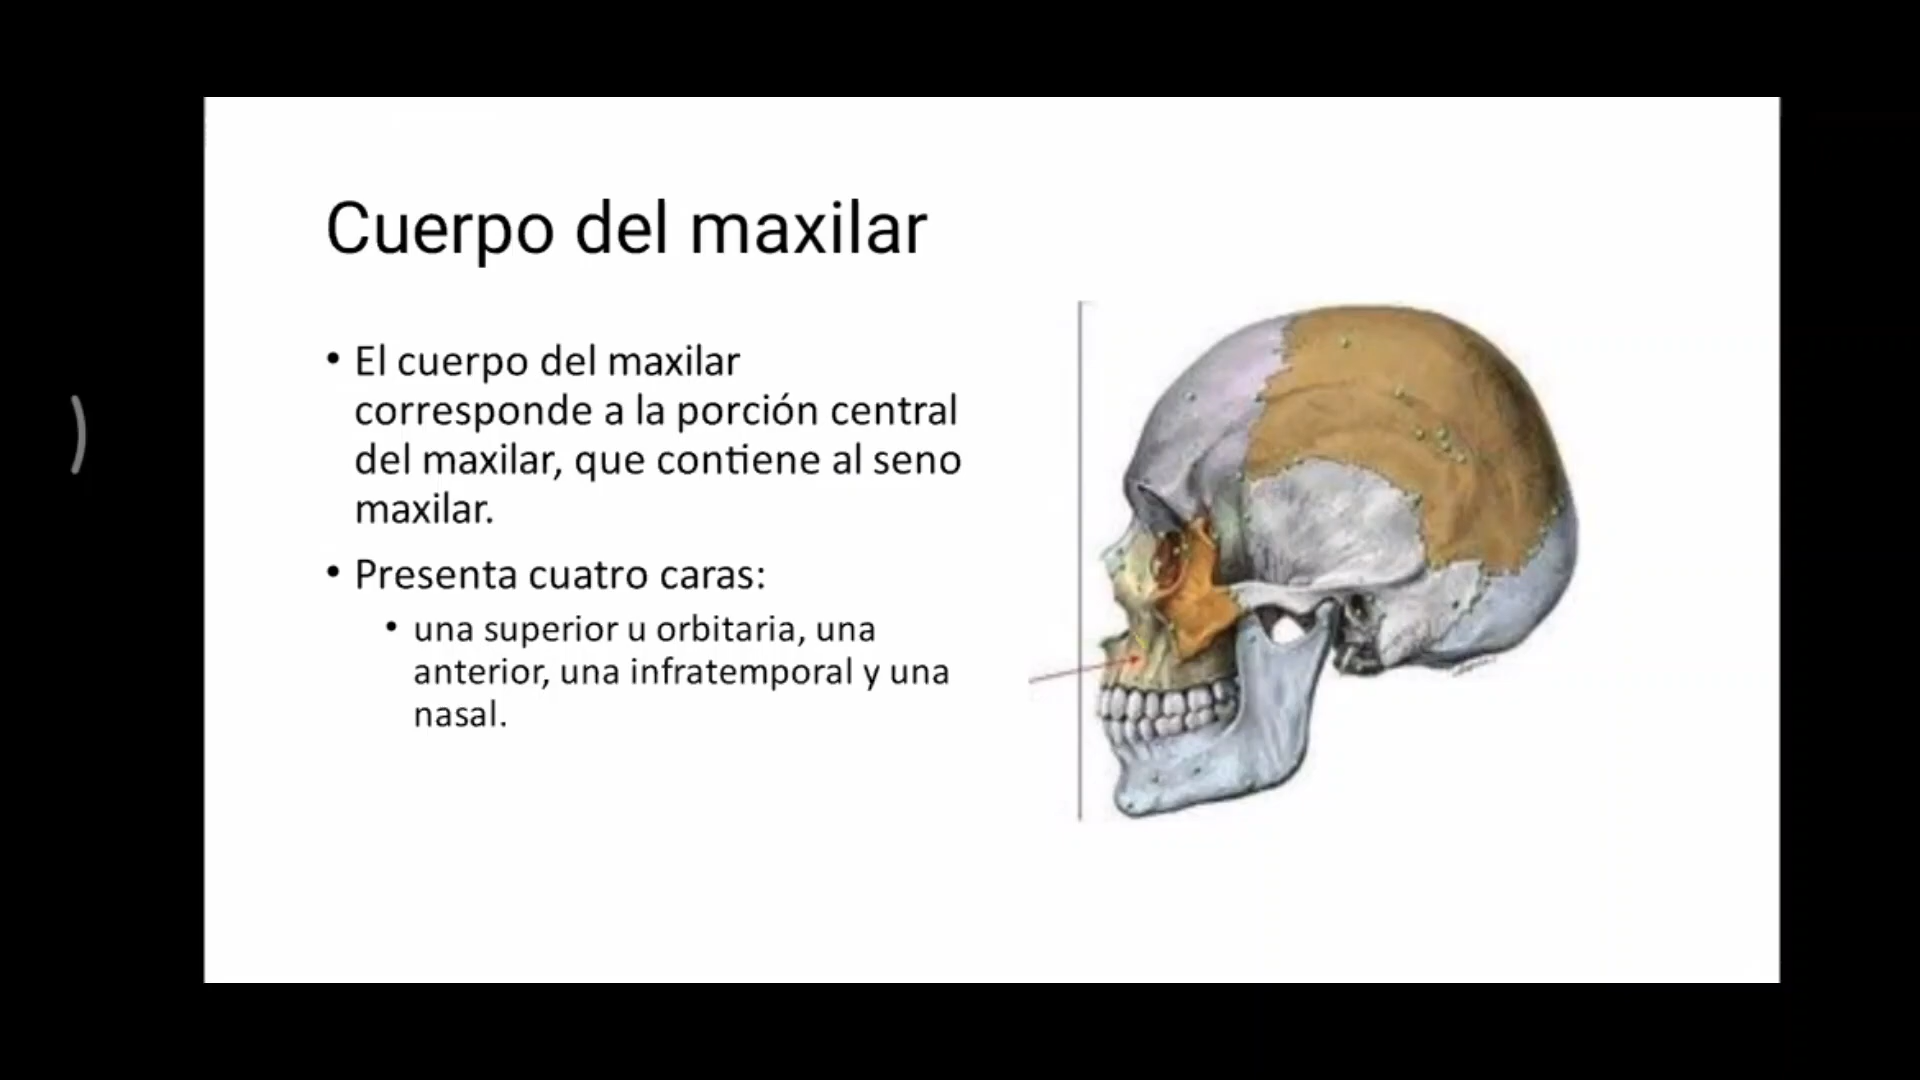 Cuerpo del maxilar
• El cuerpo del maxilar
corresponde a la porción central
del maxilar, que contiene al seno
maxilar.
• Presenta cuatro caras:
• una superior u orbitaria, una
anterior, una infratemporal y una
nasal.